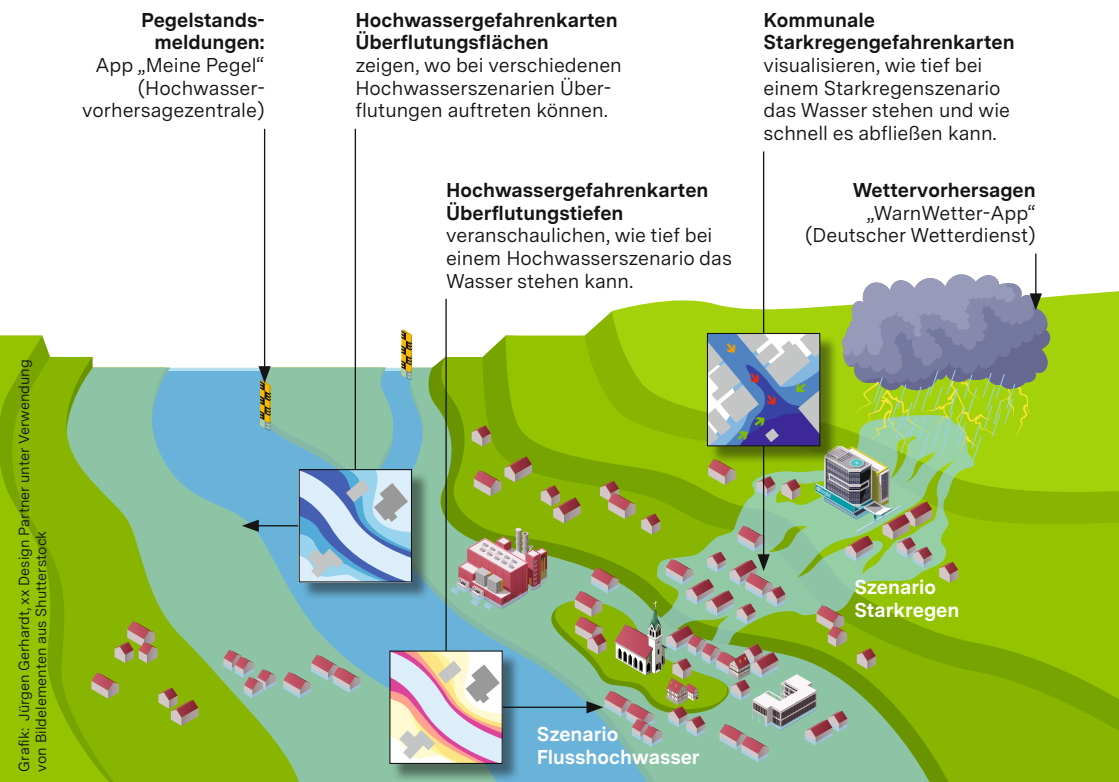 Pegelstands-
meldungen:
App „Meine Pegel“
(Hochwasser-
vorhersagezentrale)
Hochwassergefahrenkarten
Überflutungsflächen
zeigen, wo bei verschiedenen
Hochwasserszenarien Über-
flutungen auftreten können.
Kommunale
Starkregengefahrenkarten
visualisieren, wie tief bei
einem Starkregenszenario
das Wasser stehen und wie
schnell es abfließen kann.
Hochwassergefahrenkarten
Überflutungstiefen
veranschaulichen, wie tief bei
einem Hochwasserszenario das
Wasser stehen kann.
Wettervorhersagen
„WarnWetter-App“
(Deutscher Wetterdienst)
Szenario
Starkregen
Szenario
Flusshochwasser
Grafik: Jürgen Gerhardt, xx Design Partner unter Verwendung
von Bildelementen aus Shutterstock